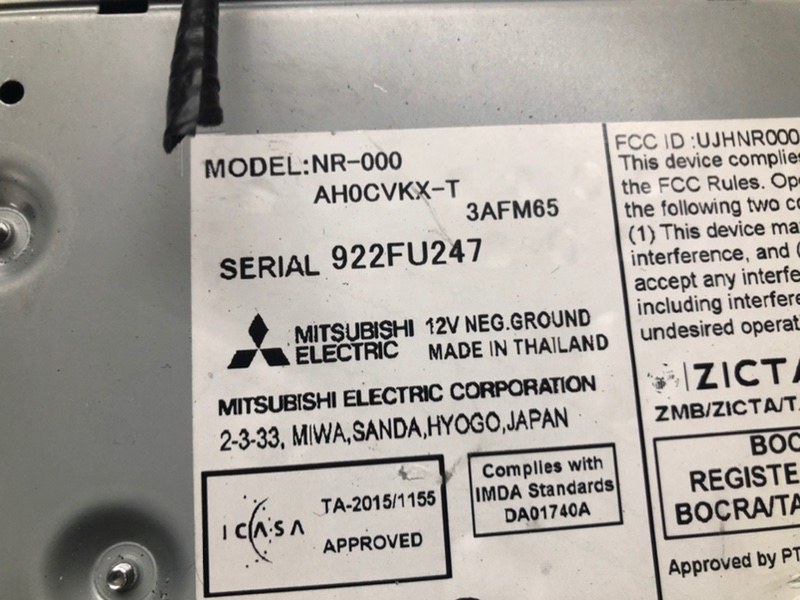 MODEL:NR-000
AH0CVKX-T
3AFM65
SERIAL 922FU247
MITSUBISHI
ELECTRIC
12V NEG.GROUND
MADE IN THAILAND
MITSUBISHI ELECTRIC CORPORATION
2-3-33, MIWA,SANDA,HYOGO,JAPAN
ICASA
TA-2015/1155
APPROVED
Complies with
IMDA Standards
DA01740A
FCC ID :UJHNR000
This device complies
the FCC Rules. Ope
the following two co
(1) This device ma
interference, and (
accept any interfe
including interfere
undesired operat
ZICTA
ZMB/ZICTA/T
BOC
REGISTE
BOCRA/TA
Approved by PT